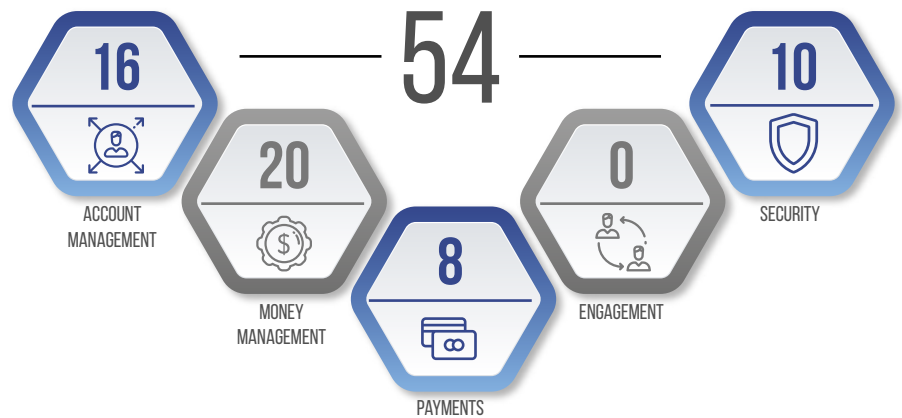 54
16
ACCOUNT
MANAGEMENT
20
$
MONEY
MANAGEMENT
8
PAYMENTS
0
ENGAGEMENT
10
SECURITY